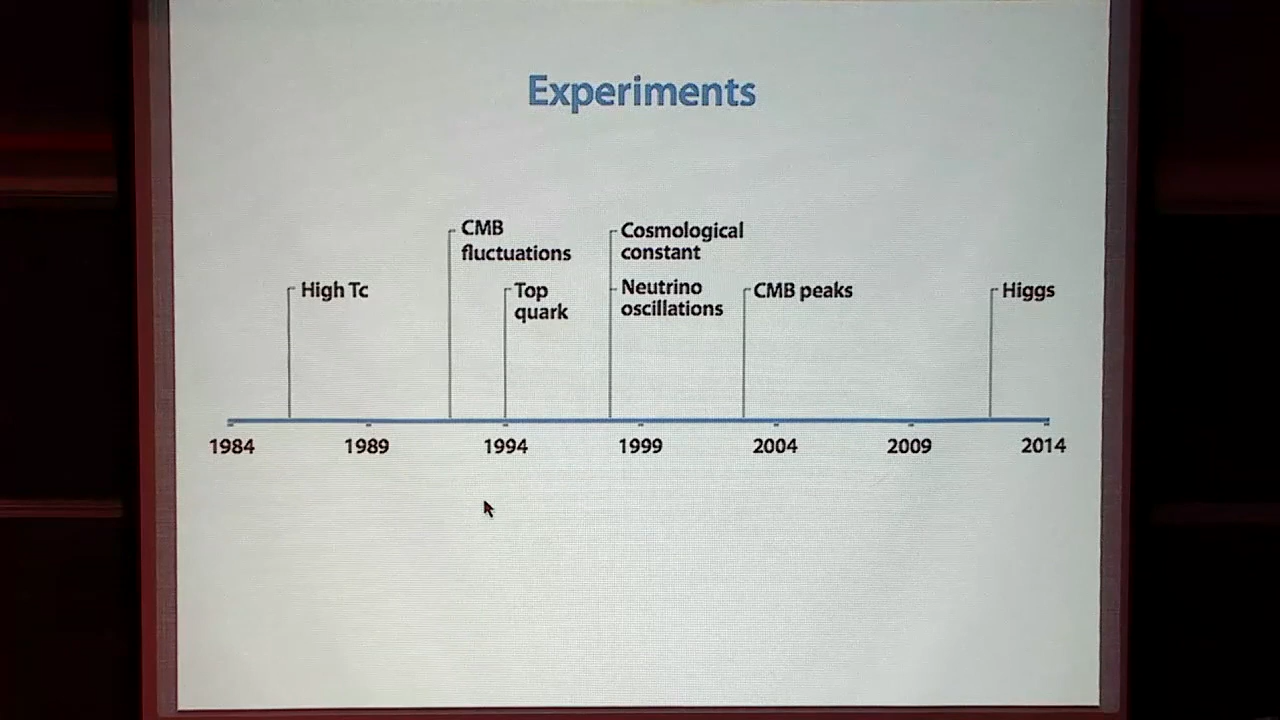 Experiments
CMB
fluctuations
Cosmological
constant
High Tc
Top
quark
Neutrino
oscillations
CMB peaks
Higgs
1984 1989 1994 1999 2004 2009 2014